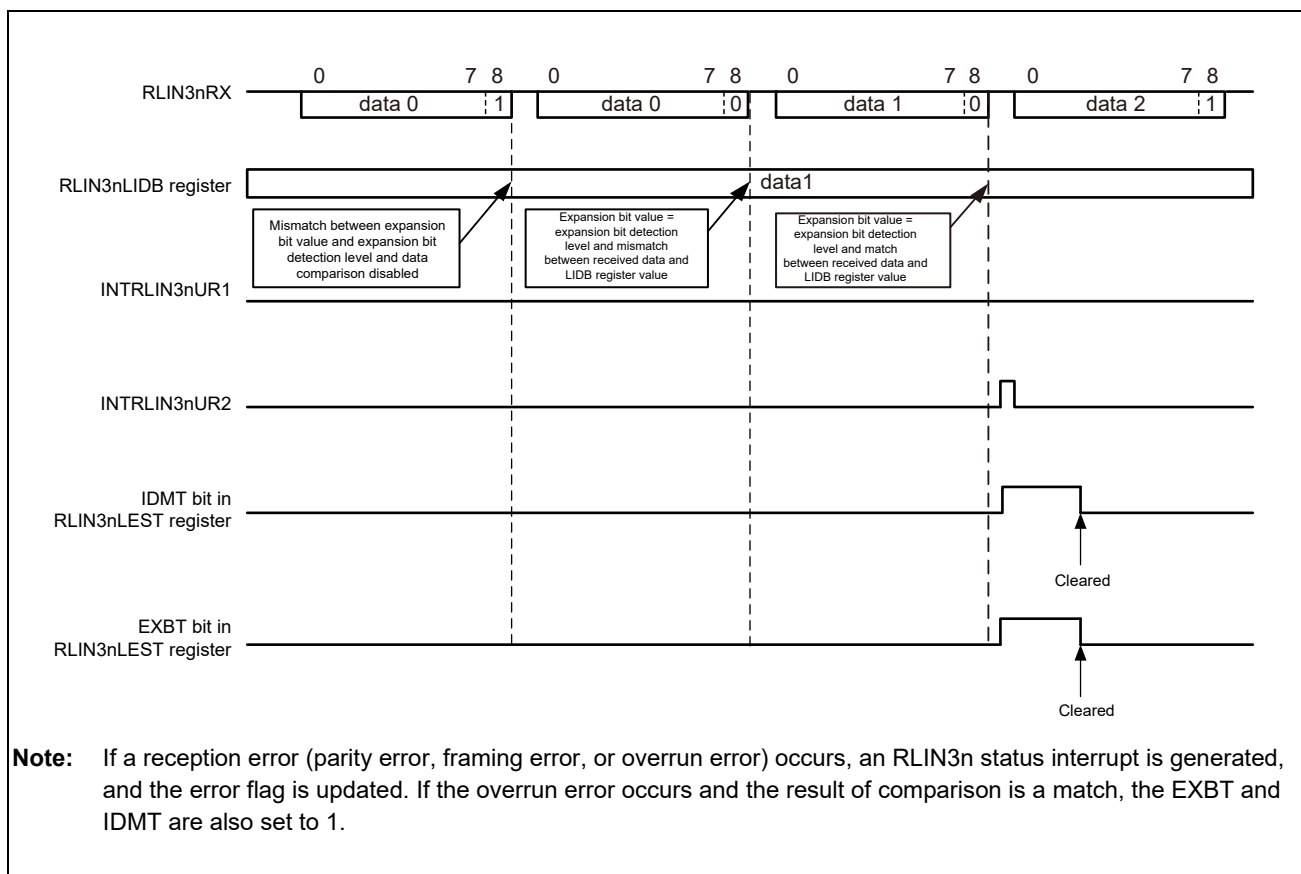 0 7 8 0 7 8 0 7 8 0 7 8
RLIN3nRX
data 0 1 data 0 0 data 1 0 data 2 1
RLIN3nLIDB register
data1
Mismatch between expansion
bit value and expansion bit
detection level and data
comparison disabled
Expansion bit value =
expansion bit detection
level and mismatch
between received data and
LIDB register value
Expansion bit value =
expansion bit detection
level and match
between received data and
LIDB register value
INTRLIN3nUR1
INTRLIN3nUR2
IDMT bit in
RLIN3nLEST register
Cleared
EXBT bit in
RLIN3nLEST register
Cleared
Note: If a reception error (parity error, framing error, or overrun error) occurs, an RLIN3n status interrupt is generated,
and the error flag is updated. If the overrun error occurs and the result of comparison is a match, the EXBT and
IDMT are also set to 1.